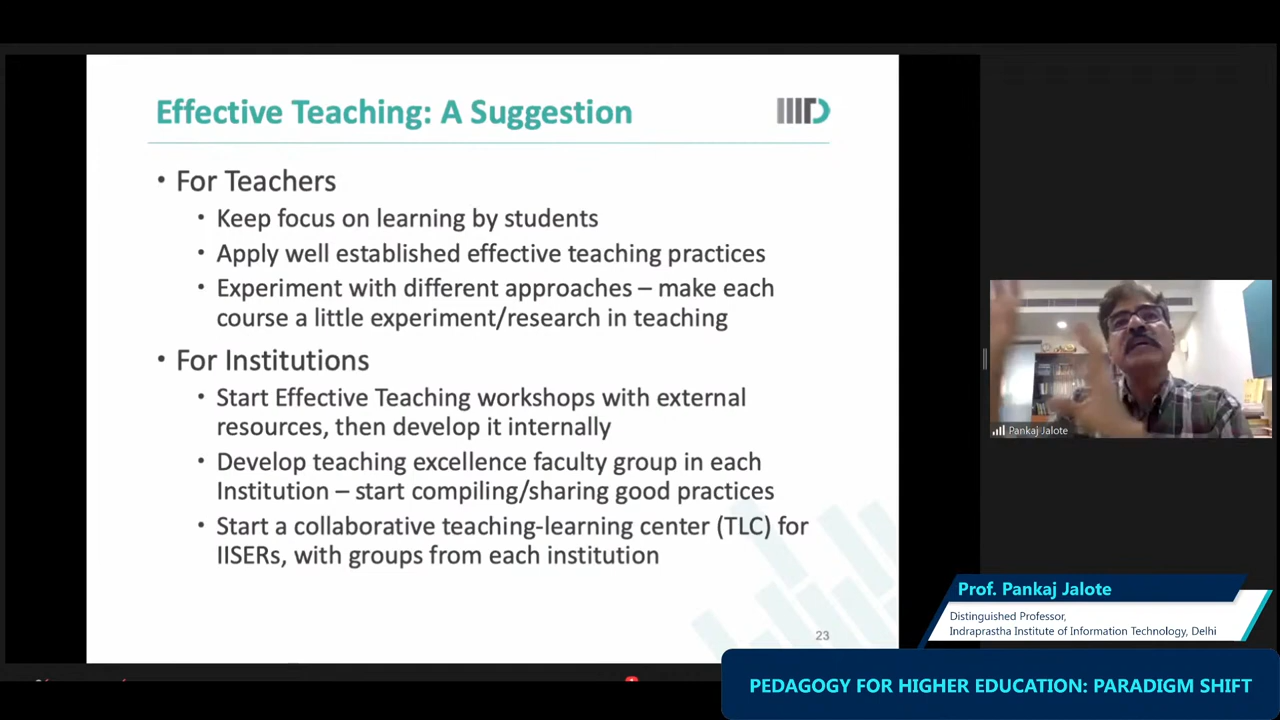 Effective Teaching: A Suggestion
IIITD
• For Teachers
• Keep focus on learning by students
• Apply well established effective teaching practices
• Experiment with different approaches – make each
course a little experiment/research in teaching
• For Institutions
• Start Effective Teaching workshops with external
resources, then develop it internally
• Develop teaching excellence faculty group in each
Institution – start compiling/sharing good practices
• Start a collaborative teaching-learning center (TLC) for
IISERs, with groups from each institution
23
Pankaj Jalote
Prof. Pankaj Jalote
Distinguished Professor,
Indraprastha Institute of Information Technology, Delhi
PEDAGOGY FOR HIGHER EDUCATION: PARADIGM SHIFT